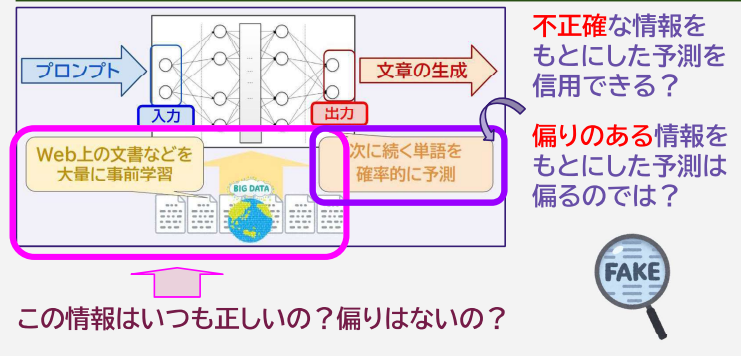 プロンプト
入力
出力
文章の生成
Web上の文書などを
大量に事前学習
次に続く単語を
確率的に予測
BIG DATA
不正確な情報を
もとにした予測を
信用できる?
偏りのある情報を
もとにした予測は
偏るのでは?
FAKE
この情報はいつも正しいの?偏りはないの?